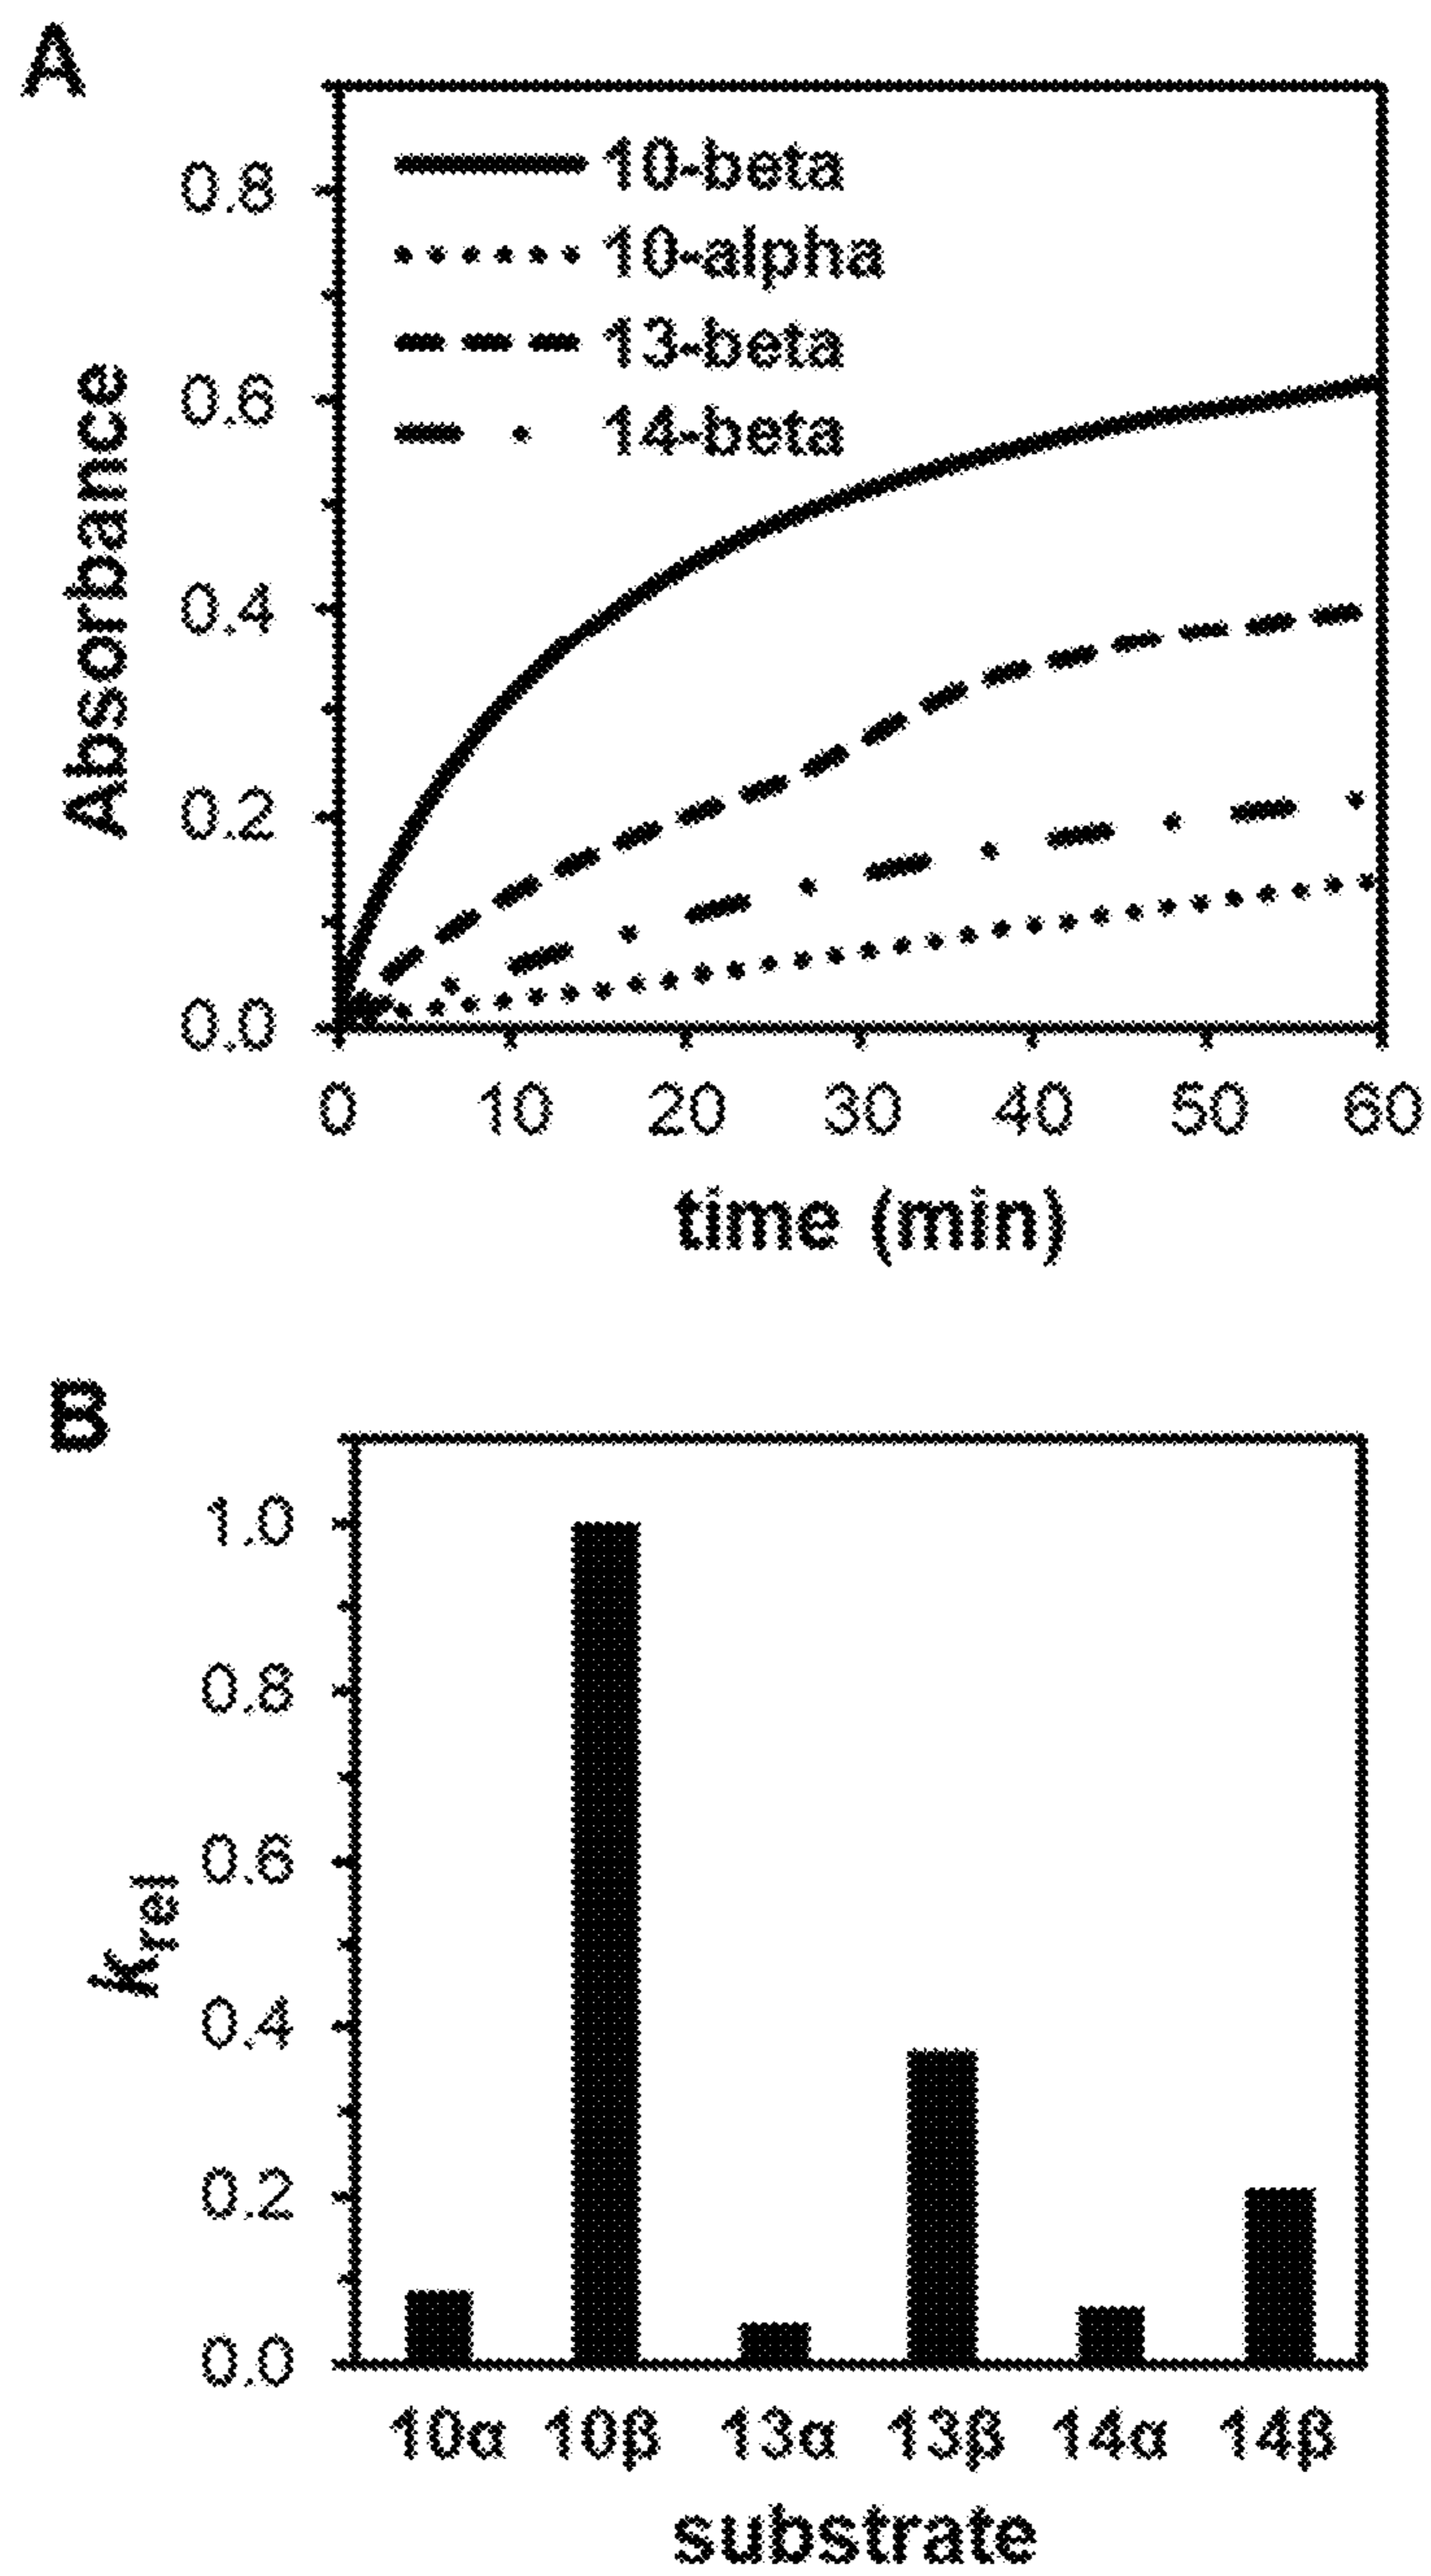 A
0.8
0.6
0.4
0.2
0.0
Absorbance
10-beta
10-alpha
13-beta
14-beta
0 10 20 30 40 50 60
time (min)
B
1.0
0.8
0.6
0.4
0.2
0.0
krel
10α 10β 13α 13β 14α 14β
substrate